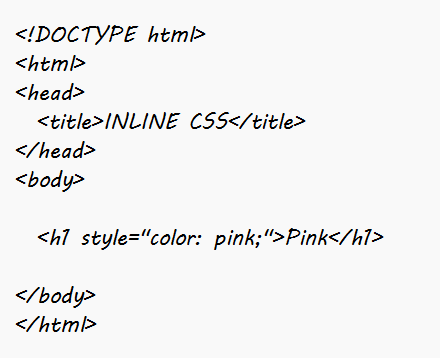 <!DOCTYPE html>
<html>
<head>
<title>INLINE CSS</title>
</head>
<body>
<h1 style="color: pink;">Pink</h1>
</body>
</html>